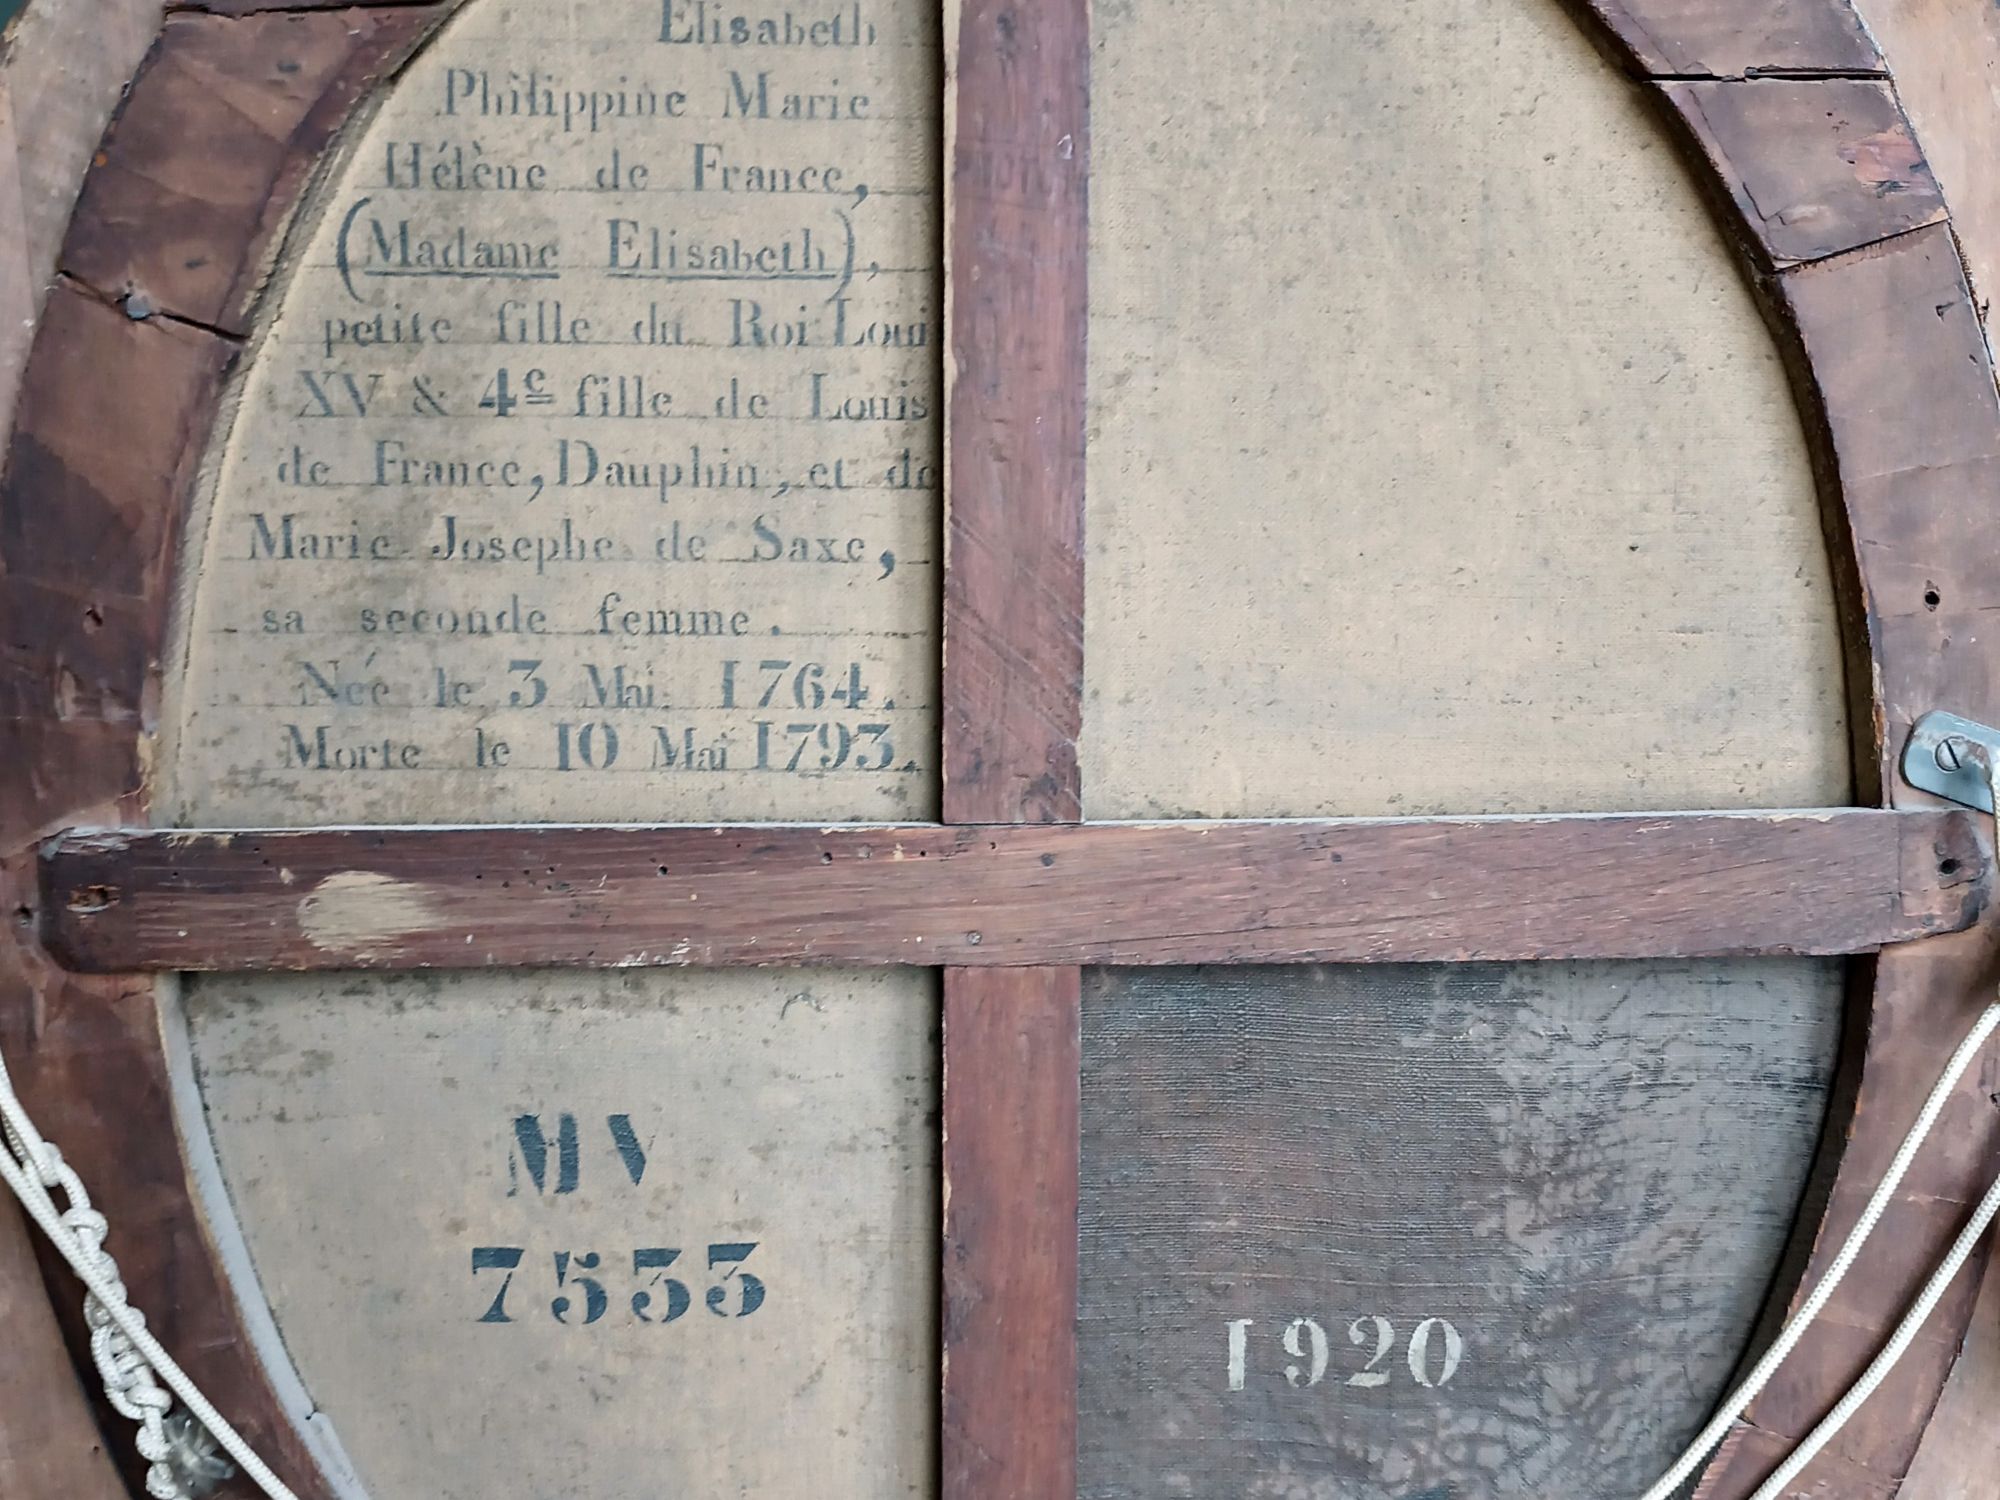 Elisabeth
Philippine Marie
Hélène de France,
(Madame Elisabeth),
petite fille du Roi Loui
XV & 4e fille de Louis
de France, Dauphin, et de
Marie Josephe de Saxe,
sa seconde femme.
Née le 3 Mai 1764.
Morte le 10 Mai 1793.
MV
7533
1920